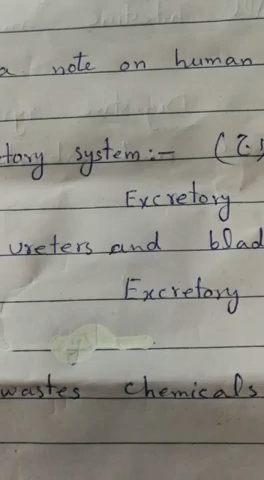 a note on human
tory system:-
Excretory
ureters and blad
Excretory
wastes chemicals